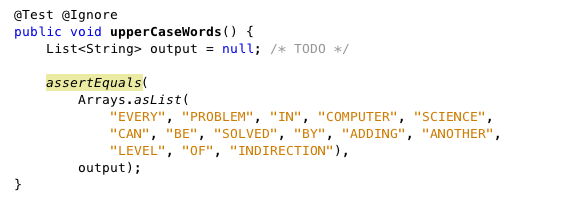 @Test @Ignore
public void upperCaseWords() {
    List<String> output = null; /* TODO */

    assertEquals(
        Arrays.asList(
            "EVERY", "PROBLEM", "IN", "COMPUTER", "SCIENCE",
            "CAN", "BE", "SOLVED", "BY", "ADDING", "ANOTHER",
            "LEVEL", "OF", "INDIRECTION"),
        output);
}